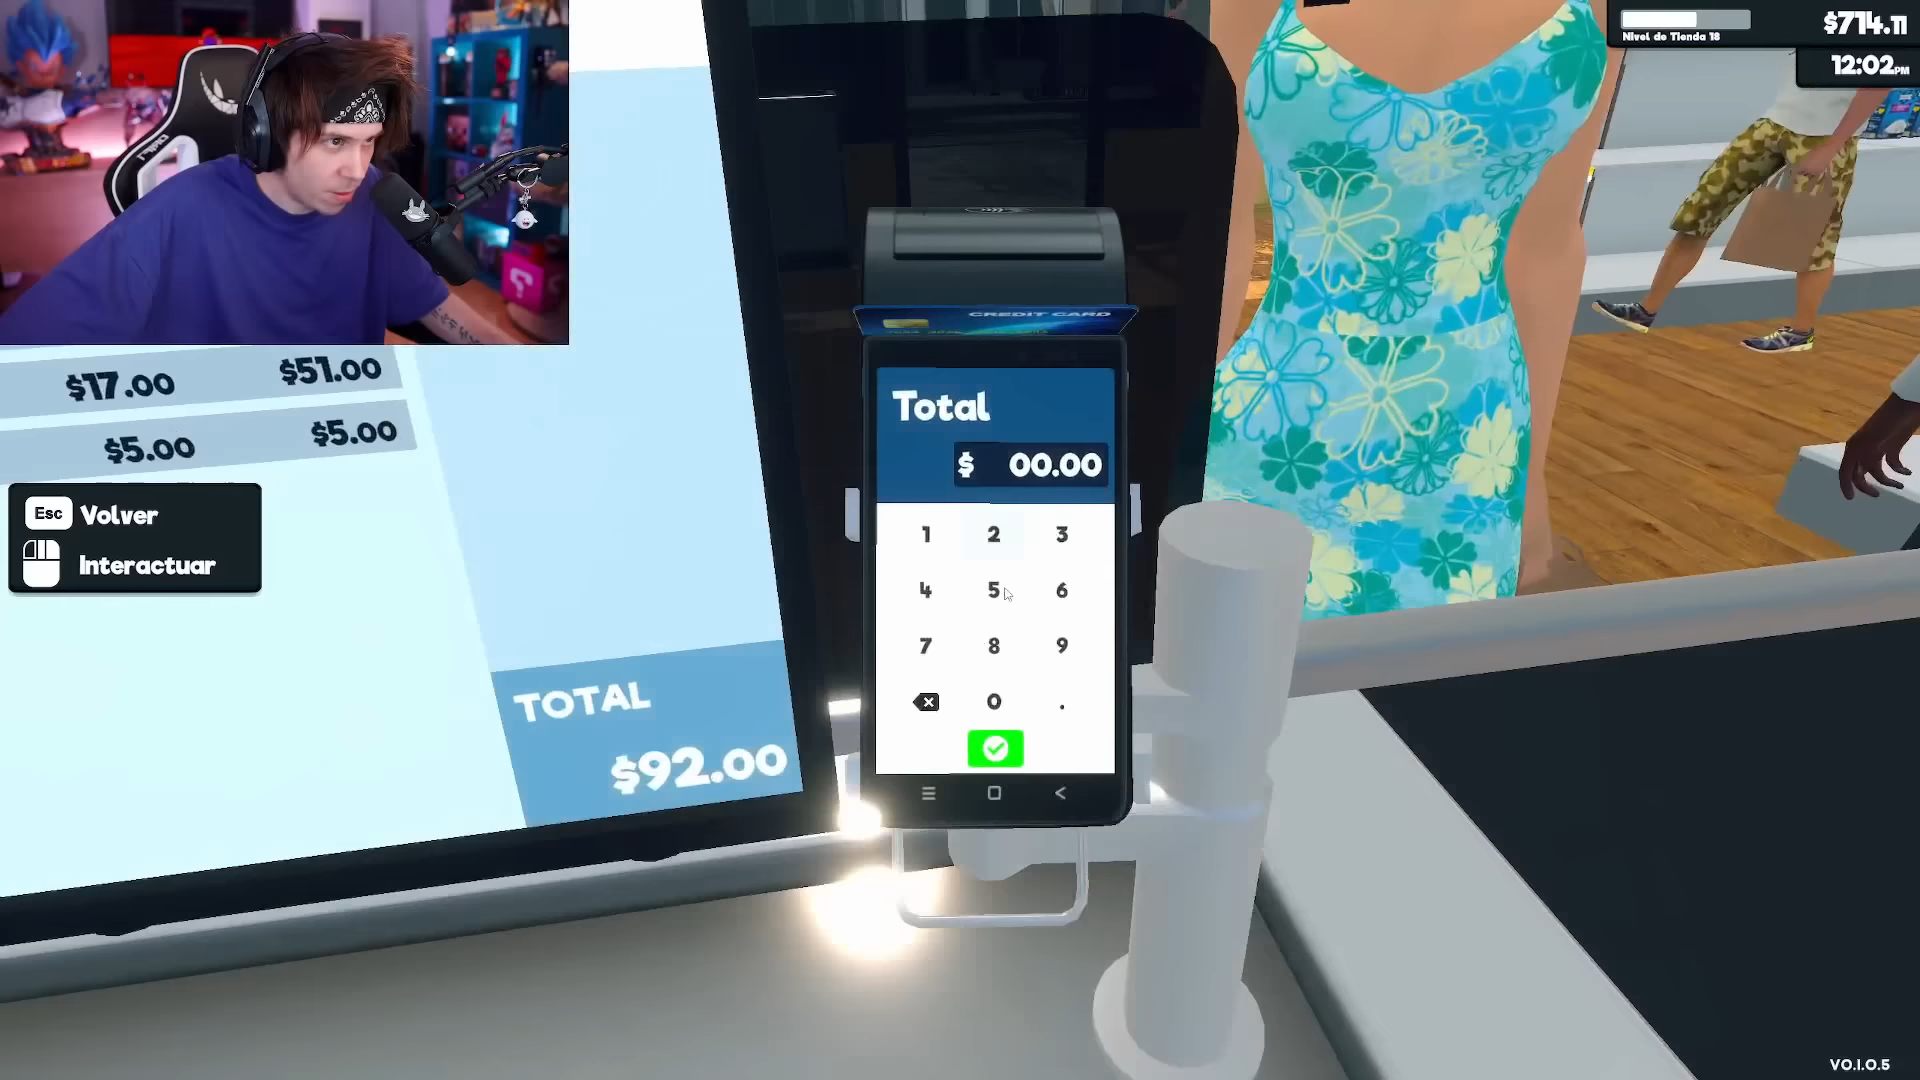 $714.11
Nivel de Tienda 18
12:02PM
CREDIT CARD
$17.00 $51.00
$5.00 $5.00
Esc Volver
Interactuar
Total
$ 00.00
1 2 3
4 5 6
7 8 9
0 .
TOTAL
$92.00
V0.1.0.5